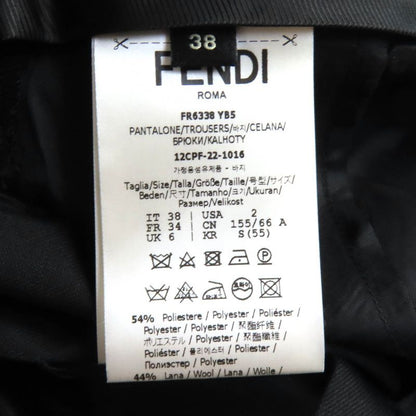 38
FENDI
ROMA
FR6338 YB5
PANTALONE/TROUSERS/바지/CELANA/
БРЮКИ/KALHOTY
12CPF-22-1016
가정용섬유제품 - 바지
Taglia/Size/Talla/Größe/Taille/号型/サイズ/
Beden/尺寸/Tamanho/크기/Ukuran/
Размер/Velikost
IT 38 USA 2
FR 34 CN 155/66 A
UK 6 KR S (55)
54% Poliestere / Polyester / Poliéster /
Polyester / Polyester / 聚酯纤维 /
ポリエステル / Polyester / 聚酯纖維 /
Poliéster / 폴리에스터 / Poliester /
Полиэстер / Polyester
44% Lana / Wool / Lana / Wolle /